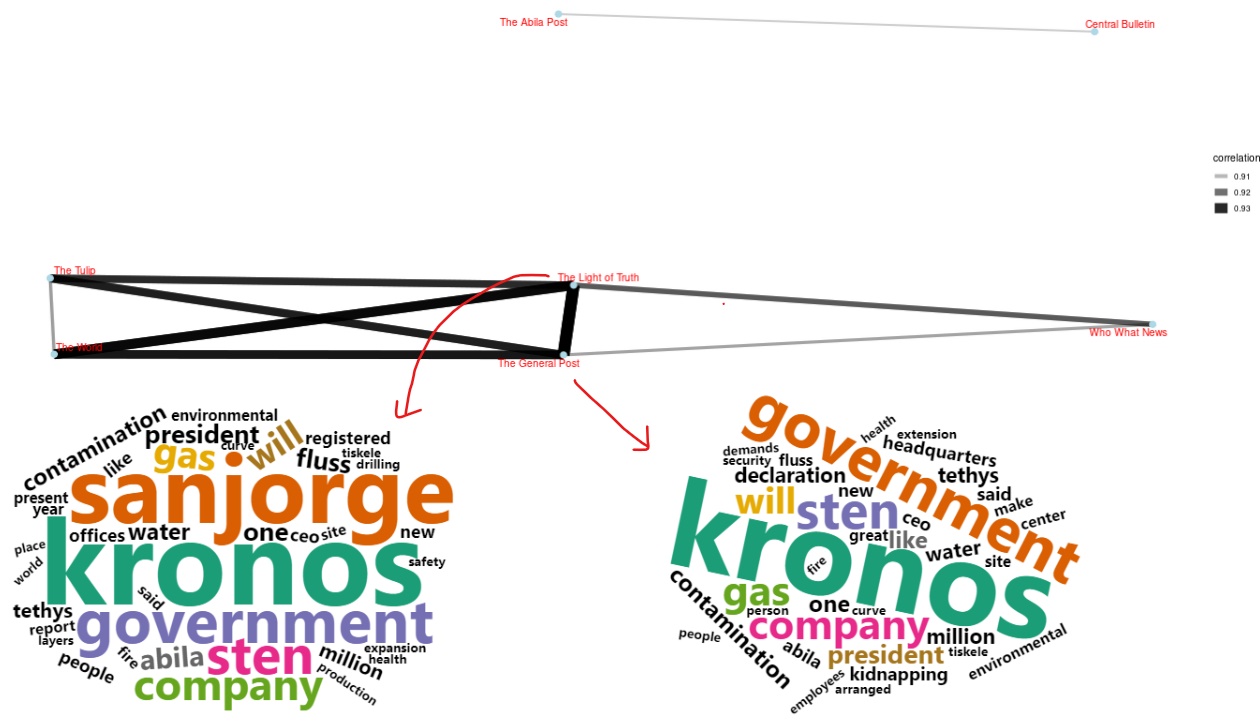 The Abila Post
Central Bulletin
correlation
0.91
0.92
0.93
The Tulip
The Light of Truth
The World
The General Post
Who What News
contamination
environmental
president
curve
will
registered
like
gas
fluss
tiskele
drilling
present
year
sanjorge
offices
water
one
ceo
site
new
place
world
kronos
safety
said
tethys
report
layers
government
fire
people
abila
sten
million
expansion
health
production
company
government
health
extension
headquarters
demands
security
fluss
declaration
tethys
said
make
center
will
new
sten
ceo
great
like
water
site
kronos
fire
contamination
gas
person
one
curve
company
million
people
abila
president
tiskele
environmental
kidnapping
employees
arranged